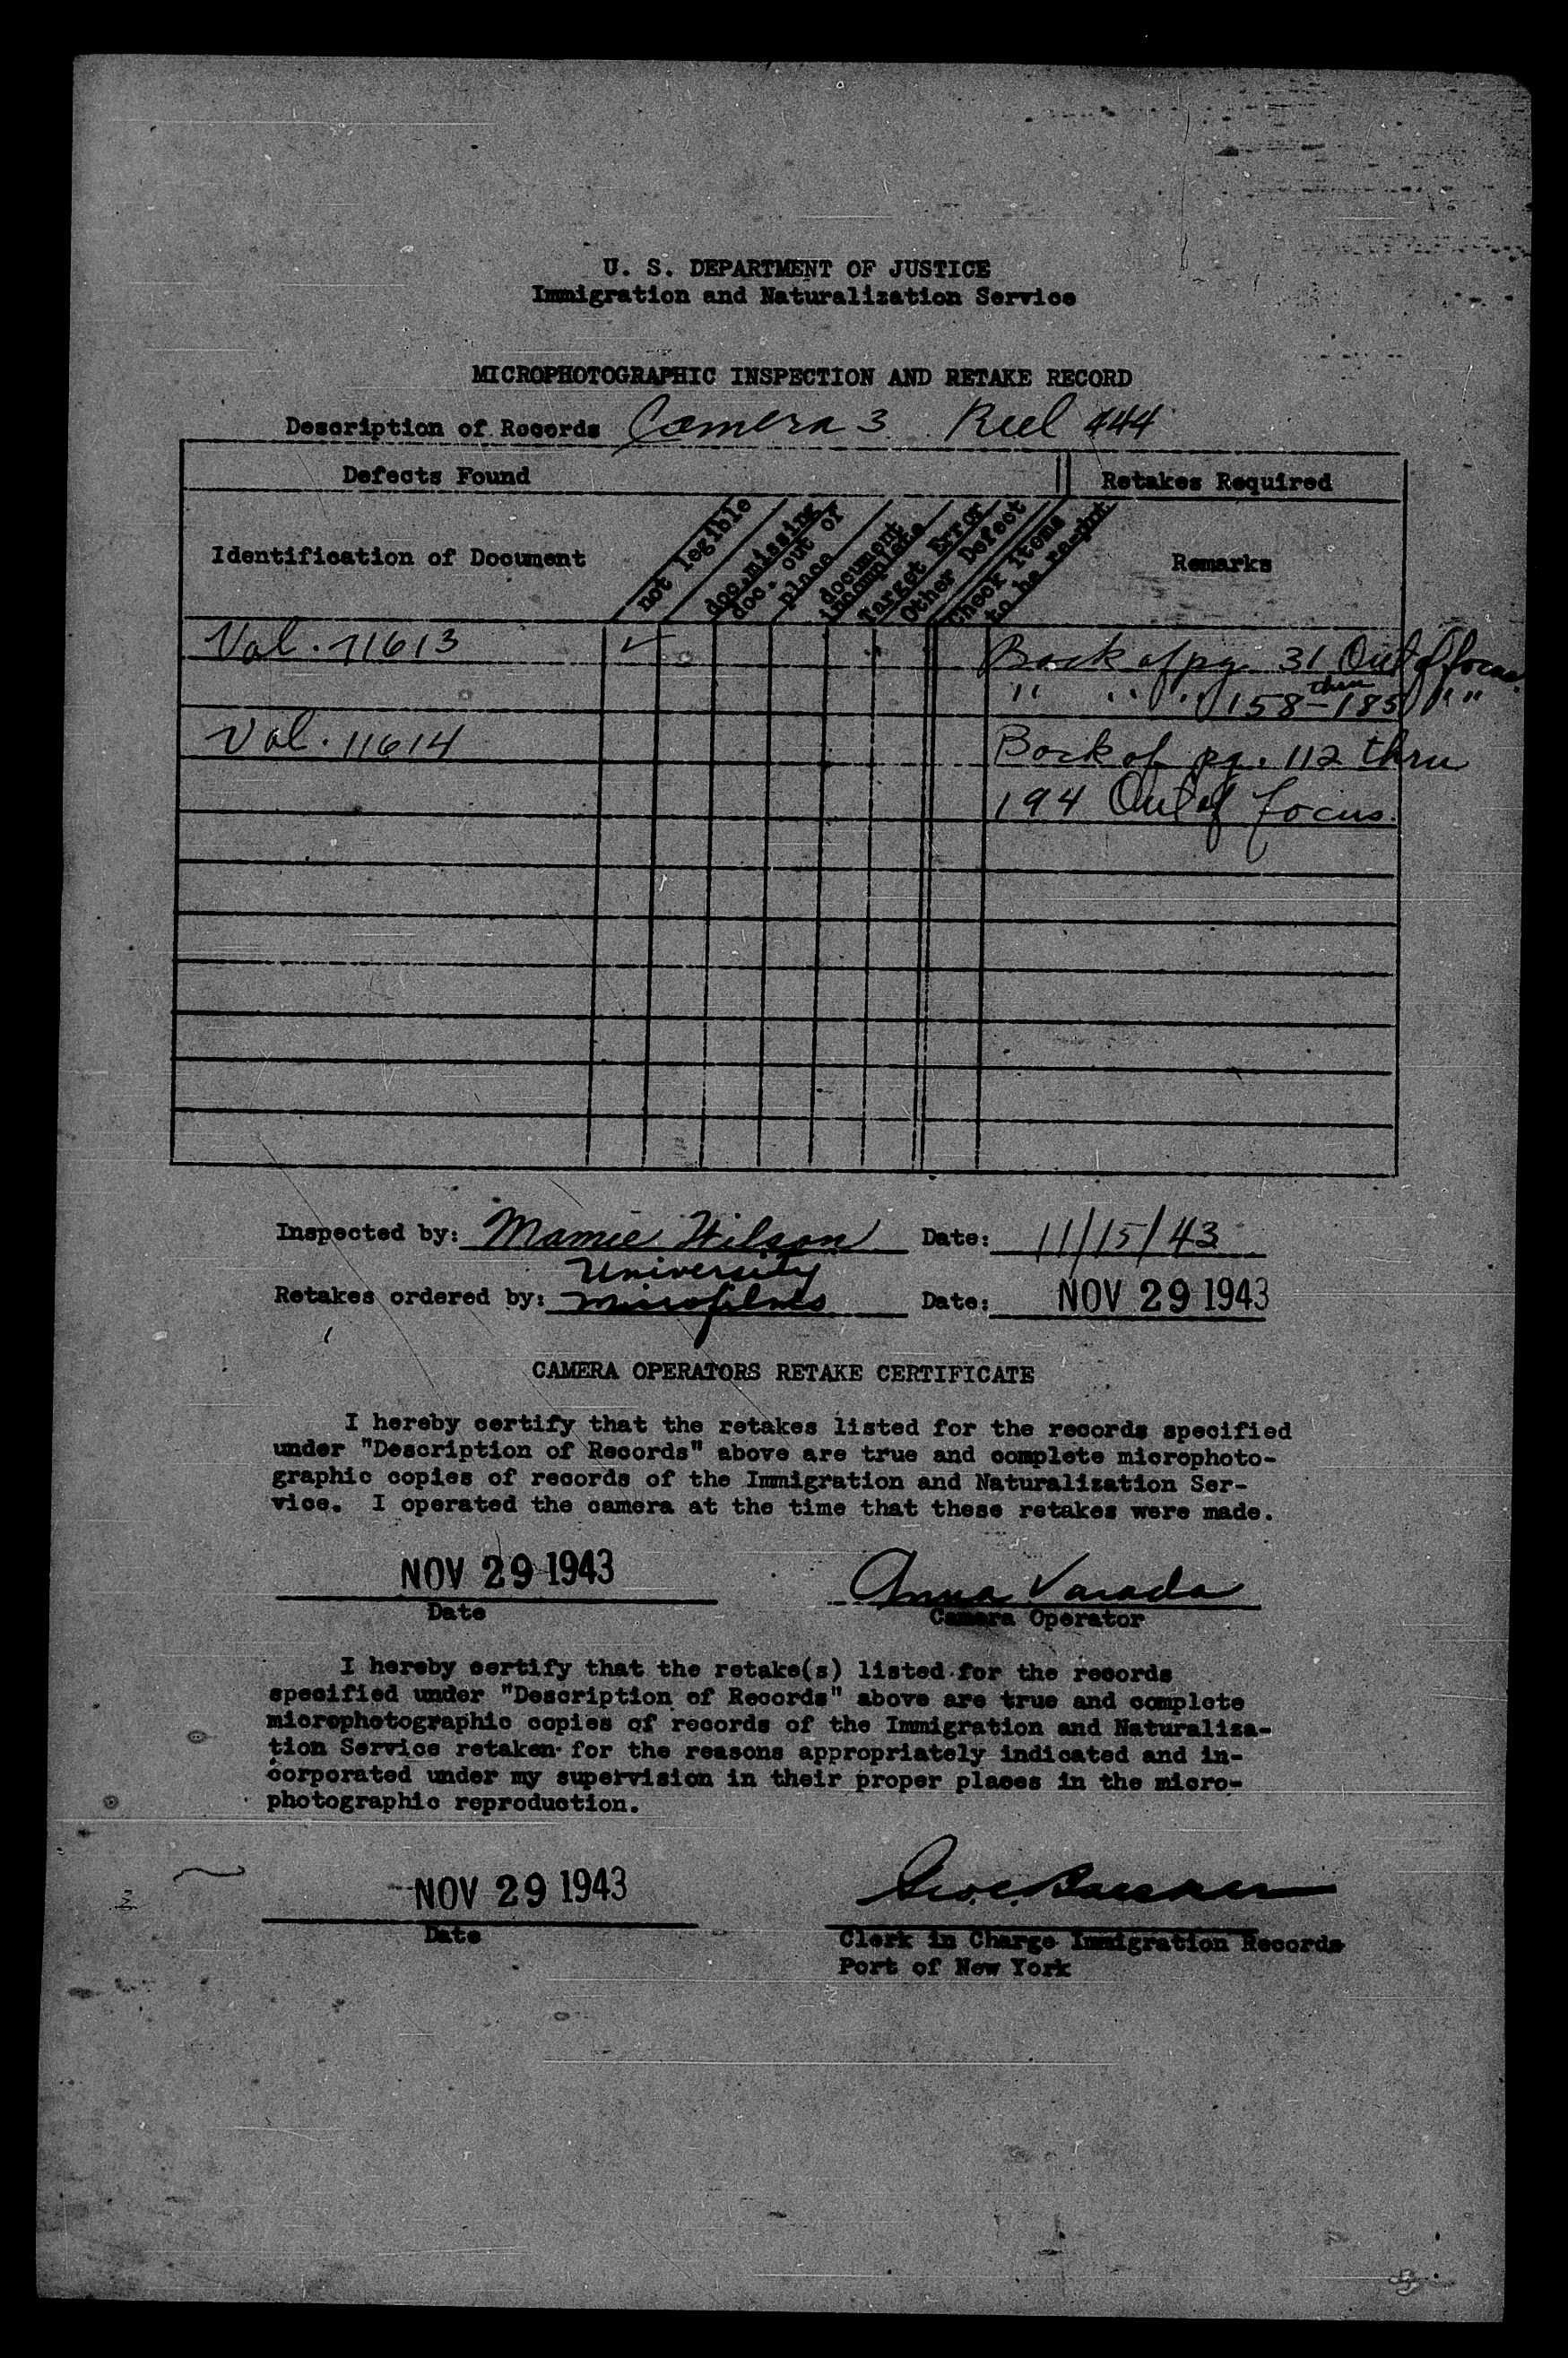 U. S. DEPARTMENT OF JUSTICE
Immigration and Naturalization Service
MICROPHOTOGRAPHIC INSPECTION AND RETAKE RECORD
Description of Records Camera 3 Reel 444
Defects Found Retakes Required
Identification of Document not legible doc. missing doc. out of place document incomplete Target Error Other Defect Check Items to be re-pht Remarks
Vol. 11613 ✓ Back of pg. 31 Out of focus
" " " 158 - thru 185 " "
Vol. 11614 Back of pg. 112 thru
194 Out of focus.
Inspected by: Mamie Wilson Date: 11/15/43
University
Retakes ordered by: Microfilms Date: NOV 29 1943
CAMERA OPERATORS RETAKE CERTIFICATE
I hereby certify that the retakes listed for the records specified
under "Description of Records" above are true and complete microphoto-
graphic copies of records of the Immigration and Naturalization Ser-
vice. I operated the camera at the time that these retakes were made.
NOV 29 1943 Anna Varada
Date Camera Operator
I hereby certify that the retake(s) listed for the records
specified under "Description of Records" above are true and complete
microphotographic copies of records of the Immigration and Naturaliza-
tion Service retaken for the reasons appropriately indicated and in-
corporated under my supervision in their proper places in the micro-
photographic reproduction.
NOV 29 1943
Date Clerk in Charge Immigration Records
Port of New York